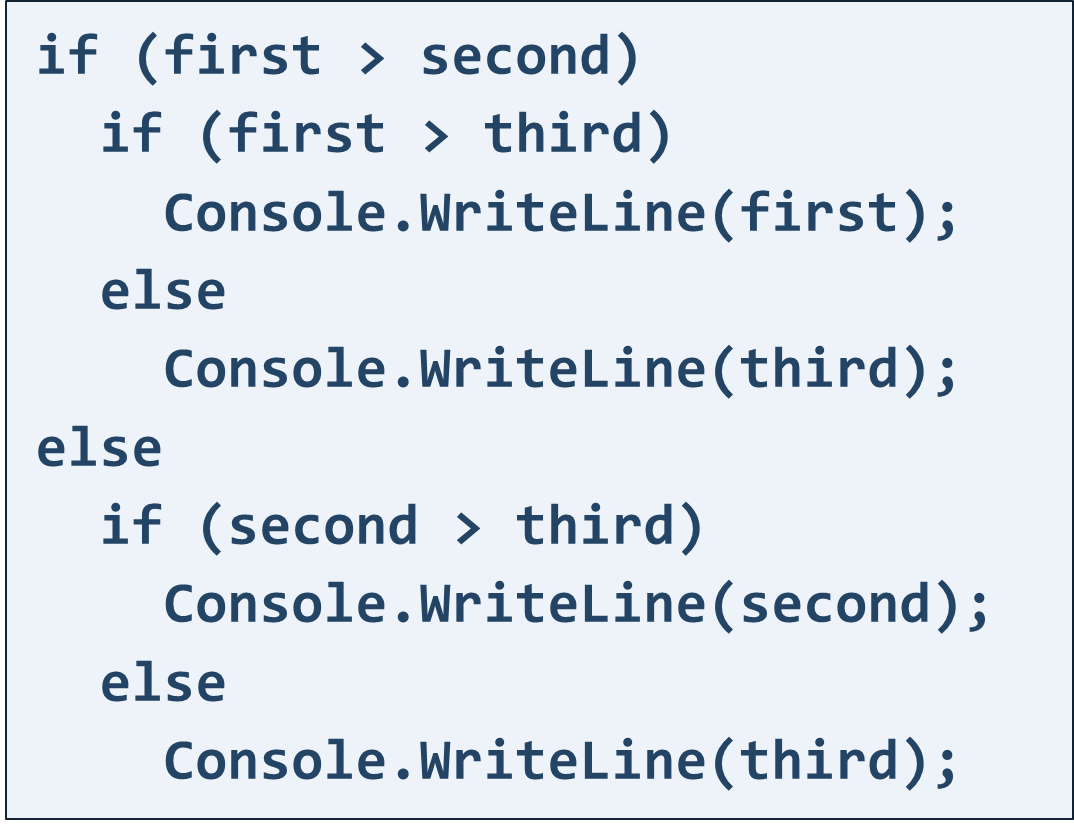 if (first > second)
  if (first > third)
    Console.WriteLine(first);
  else
    Console.WriteLine(third);
else
  if (second > third)
    Console.WriteLine(second);
  else
    Console.WriteLine(third);